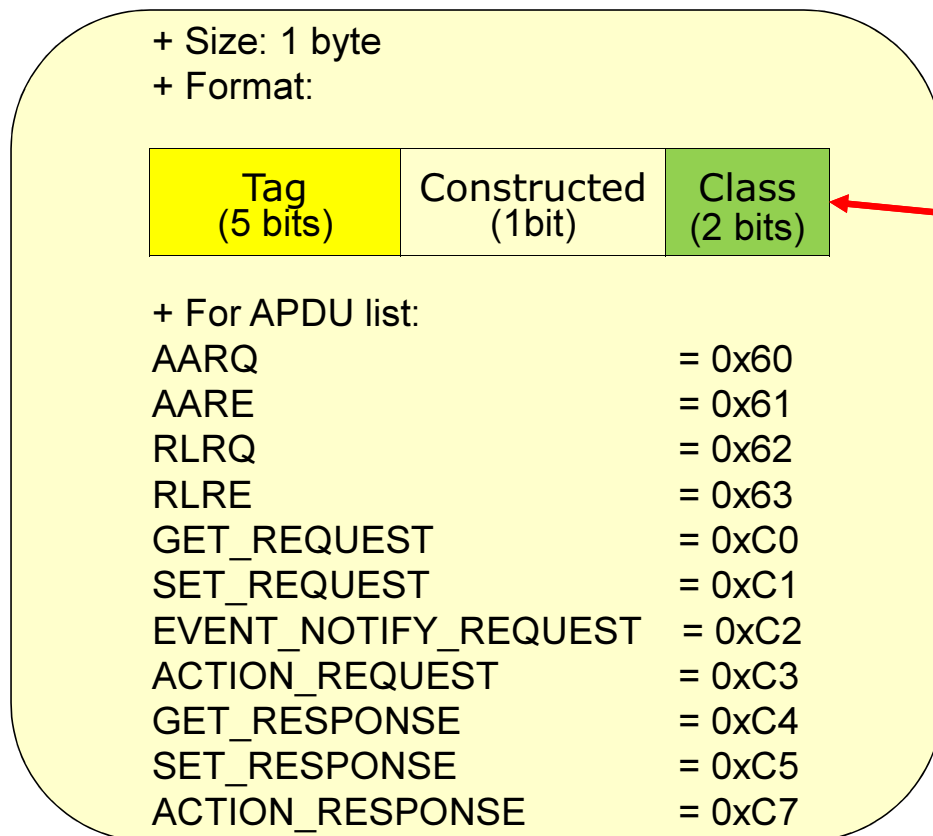 + Size: 1 byte
+ Format:
Tag Constructed Class
(5 bits) (1bit) (2 bits)
+ For APDU list:
AARQ = 0x60
AARE = 0x61
RLRQ = 0x62
RLRE = 0x63
GET_REQUEST = 0xC0
SET_REQUEST = 0xC1
EVENT_NOTIFY_REQUEST = 0xC2
ACTION_REQUEST = 0xC3
GET_RESPONSE = 0xC4
SET_RESPONSE = 0xC5
ACTION_RESPONSE = 0xC7